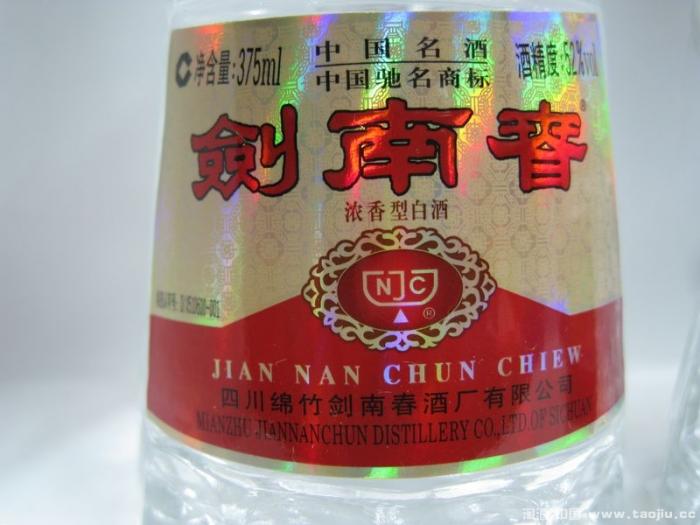 净含量:375ml
中国名酒
中国驰名商标
酒精度:52%vol
劍南春®
浓香型白酒
NJC
®
JIAN NAN CHUN CHIEW
四川绵竹剑南春酒厂有限公司
MIANZHU JIANNANCHUN DISTILLERY CO.,LTD.OF SICHUAN
www.taojiu.cc